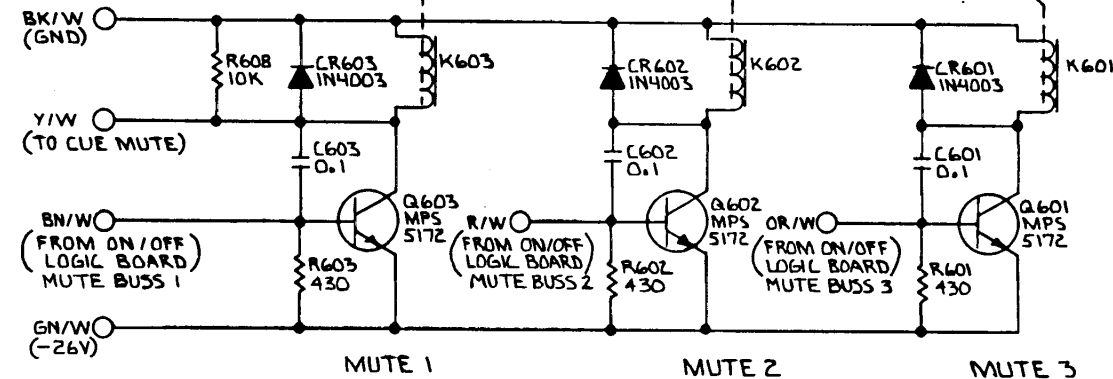 BK/W
(GND)
R608
10K
CR603
1N4003
K603
CR602
1N4003
K602
CR601
1N4003
K601
Y/W
(TO CUE MUTE)
C603
0.1
C602
0.1
C601
0.1
BN/W
(FROM ON/OFF
LOGIC BOARD)
MUTE BUSS 1
Q603
MPS
5172
R/W
(FROM ON/OFF
LOGIC BOARD)
MUTE BUSS 2
Q602
MPS
5172
OR/W
(FROM ON/OFF
LOGIC BOARD)
MUTE BUSS 3
Q601
MPS
5172
R603
430
R602
430
R601
430
GN/W
(-26V)
MUTE 1
MUTE 2
MUTE 3